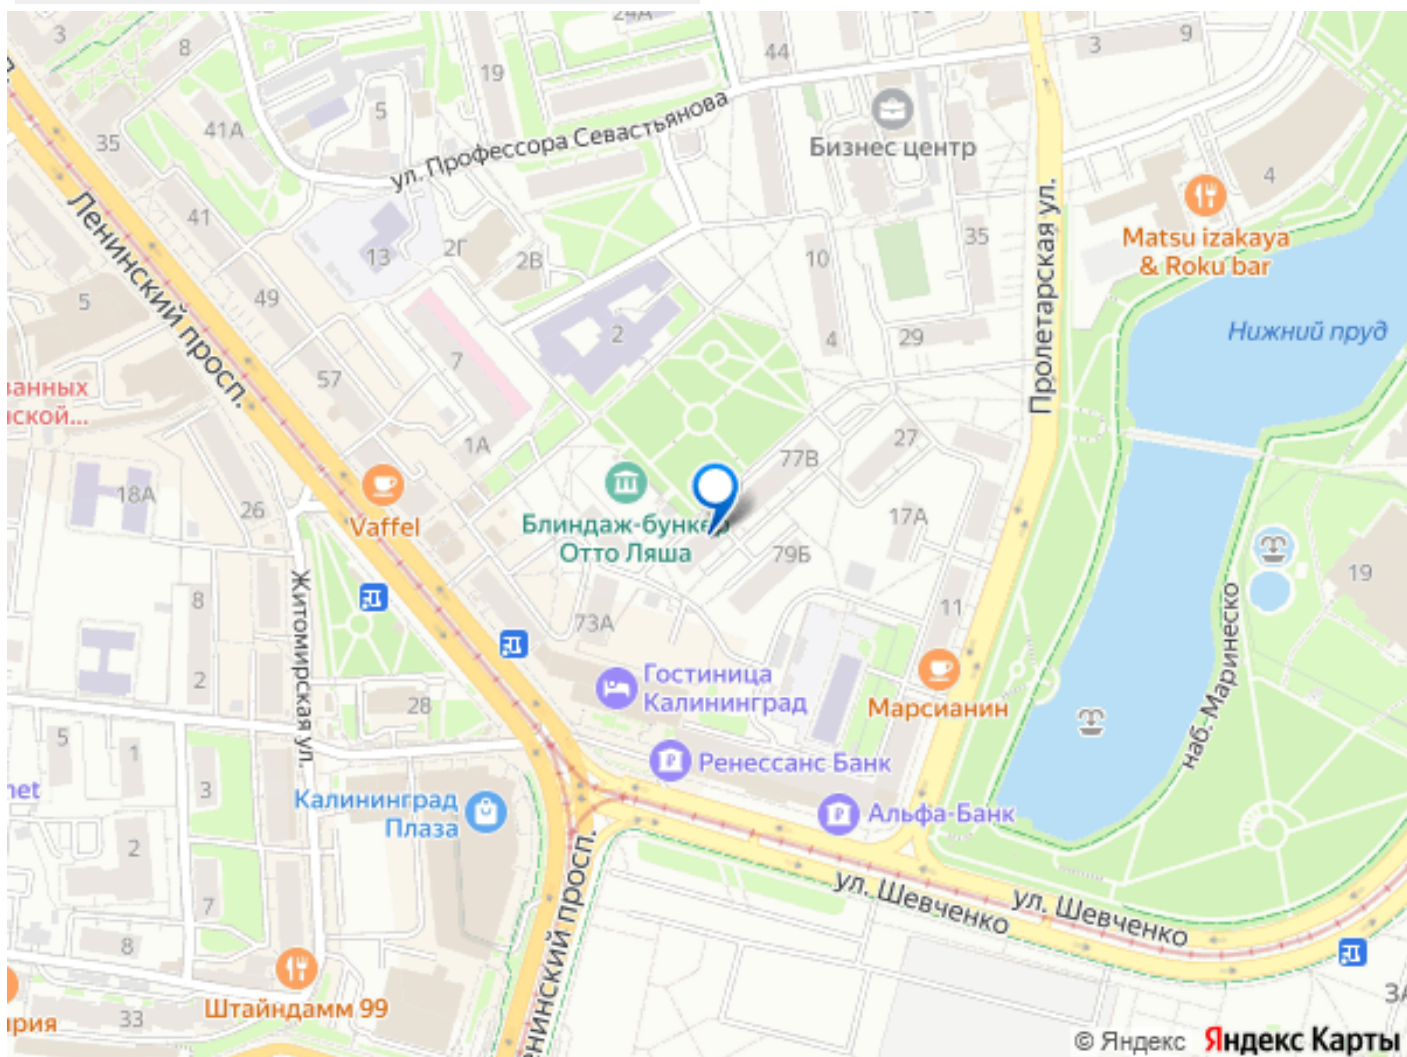 3
8
24А
19
44
3
9
5
41А
35
ул. Профессора Севастьянова
Бизнес центр
Пролетарская ул.
4
Matsu izakaya
& Roku bar
41
Ленинский просп.
13
2Г
2В
10
35
5
49
2
4
29
Нижний пруд
57
7
1А
77В
27
18А
26
Vaffel
Блиндаж-бункер
Отто Ляша
17А
79Б
19
Житомирская ул.
8
73А
11
наб. Маринеско
2
28
Гостиница
Калининград
Марсианин
5
1
3
Ренессанс Банк
Калининград
Плаза
Альфа-Банк
2
7
8
ул. Шевченко
ул. Шевченко
Штайндамм 99
33
© Яндекс Яндекс Карты